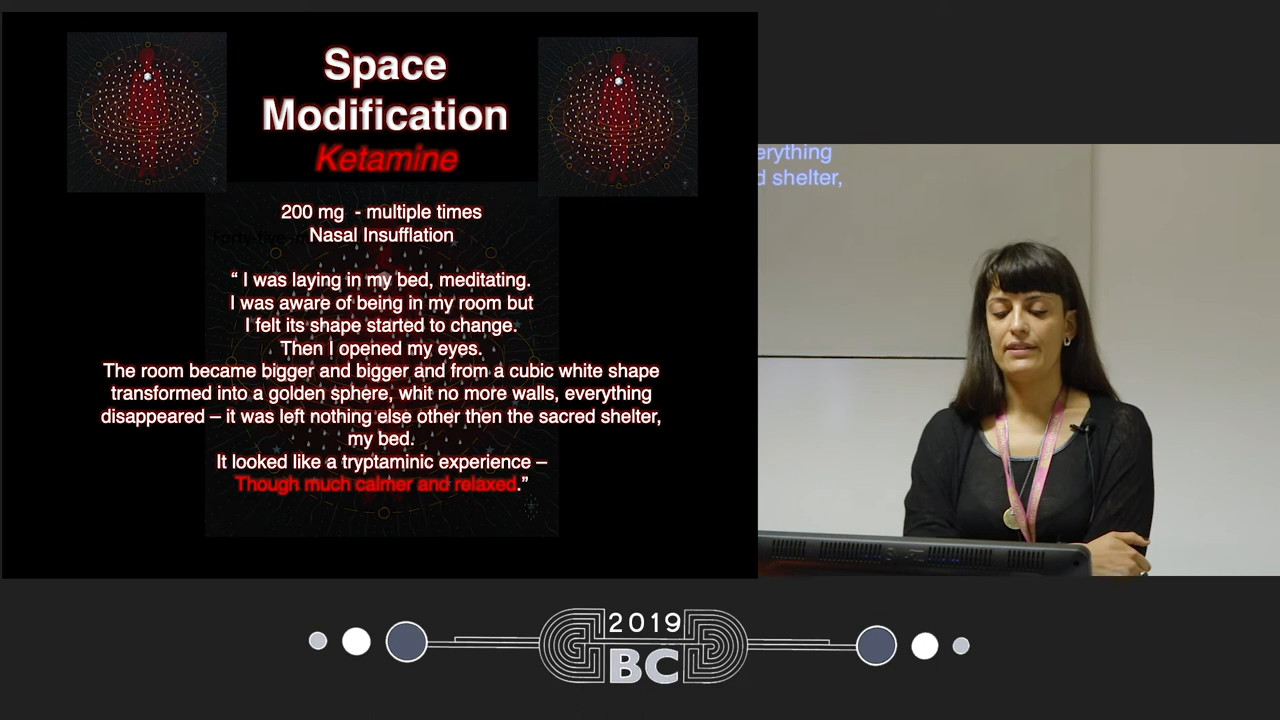 Space
Modification
Ketamine
200 mg - multiple times
Forty-five
Nasal Insufflation
“ I was laying in my bed, meditating.
I was aware of being in my room but
I felt its shape started to change.
Then I opened my eyes.
The room became bigger and bigger and from a cubic white shape
transformed into a golden sphere, whit no more walls, everything
disappeared – it was left nothing else other then the sacred shelter,
my bed.
It looked like a tryptaminic experience –
Though much calmer and relaxed.”
erything
d shelter,
2019
BC